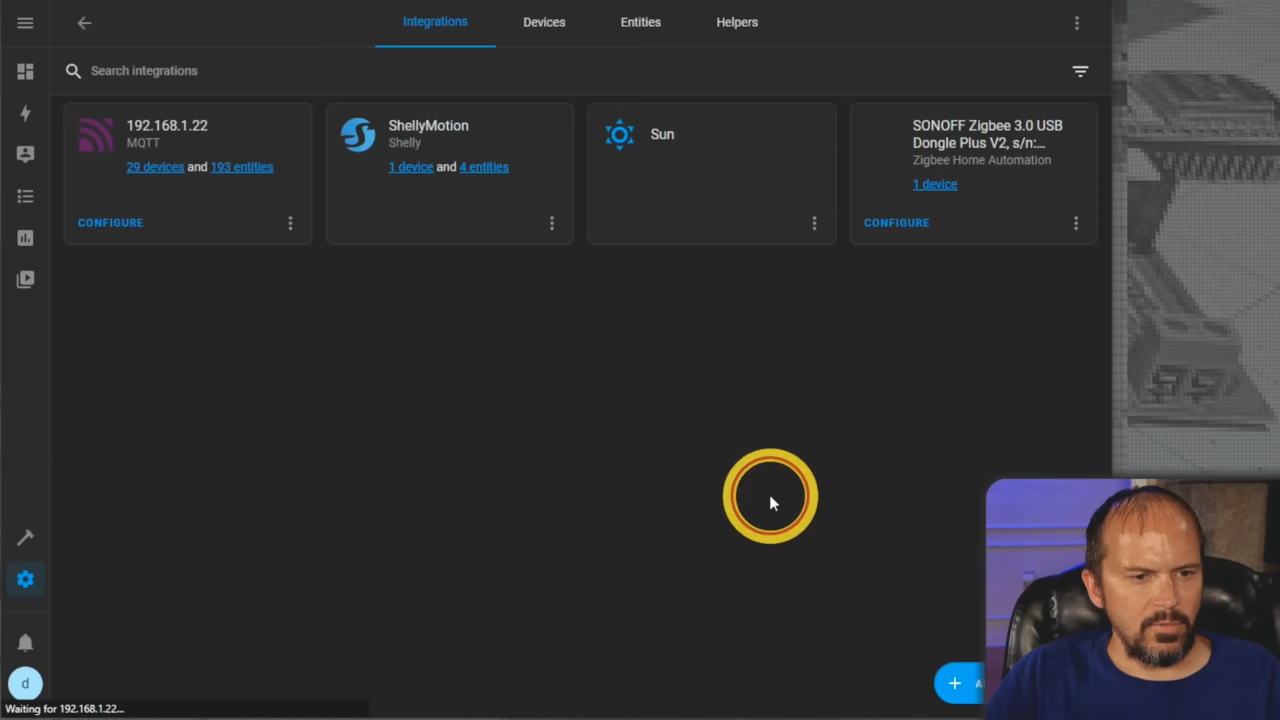 Integrations
Devices
Entities
Helpers
Search integrations
192.168.1.22
MQTT
29 devices and 193 entities
CONFIGURE
ShellyMotion
Shelly
1 device and 4 entities
Sun
SONOFF Zigbee 3.0 USB
Dongle Plus V2, s/n:...
Zigbee Home Automation
1 device
CONFIGURE
+
d
Waiting for 192.168.1.22...